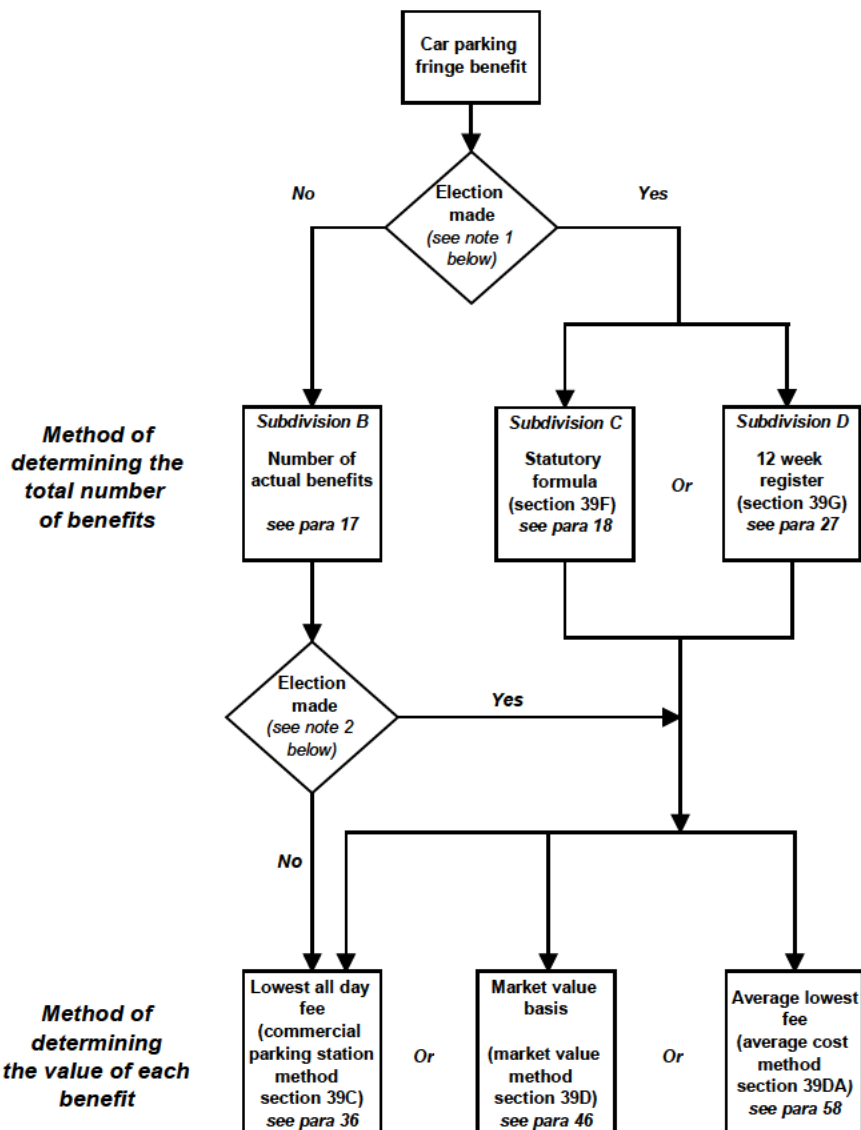 Car parking
fringe benefit
No
Election
made
(see note 1
below)
Yes
Method of
determining the
total number
of benefits
Subdivision B
Number of
actual benefits
see para 17
Subdivision C
Statutory
formula
(section 39F)
see para 18
Or
Subdivision D
12 week
register
(section 39G)
see para 27
Election
made
(see note 2
below)
Yes
No
Method of
determining
the value of each
benefit
Lowest all day
fee
(commercial
parking station
method
section 39C)
see para 36
Or
Market value
basis
(market value
method
section 39D)
see para 46
Or
Average lowest
fee
(average cost
method
section 39DA)
see para 58